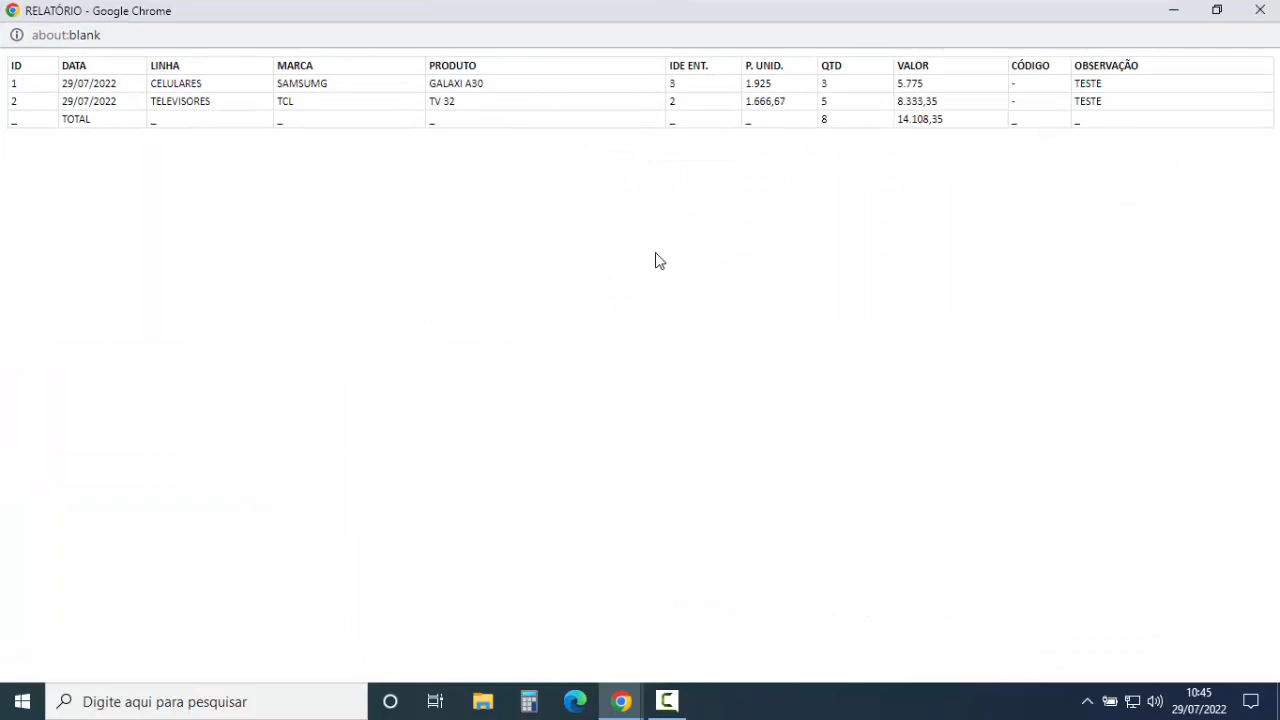 RELATÓRIO - Google Chrome
about:blank
ID DATA LINHA MARCA PRODUTO IDE ENT. P. UNID. QTD VALOR CÓDIGO OBSERVAÇÃO
1 29/07/2022 CELULARES SAMSUMG GALAXI A30 3 1.925 3 5.775 - TESTE
2 29/07/2022 TELEVISORES TCL TV 32 2 1.666,67 5 8.333,35 - TESTE
_ TOTAL _ _ _ _ _ 8 14.108,35 _ _
Digite aqui para pesquisar
10:45
29/07/2022